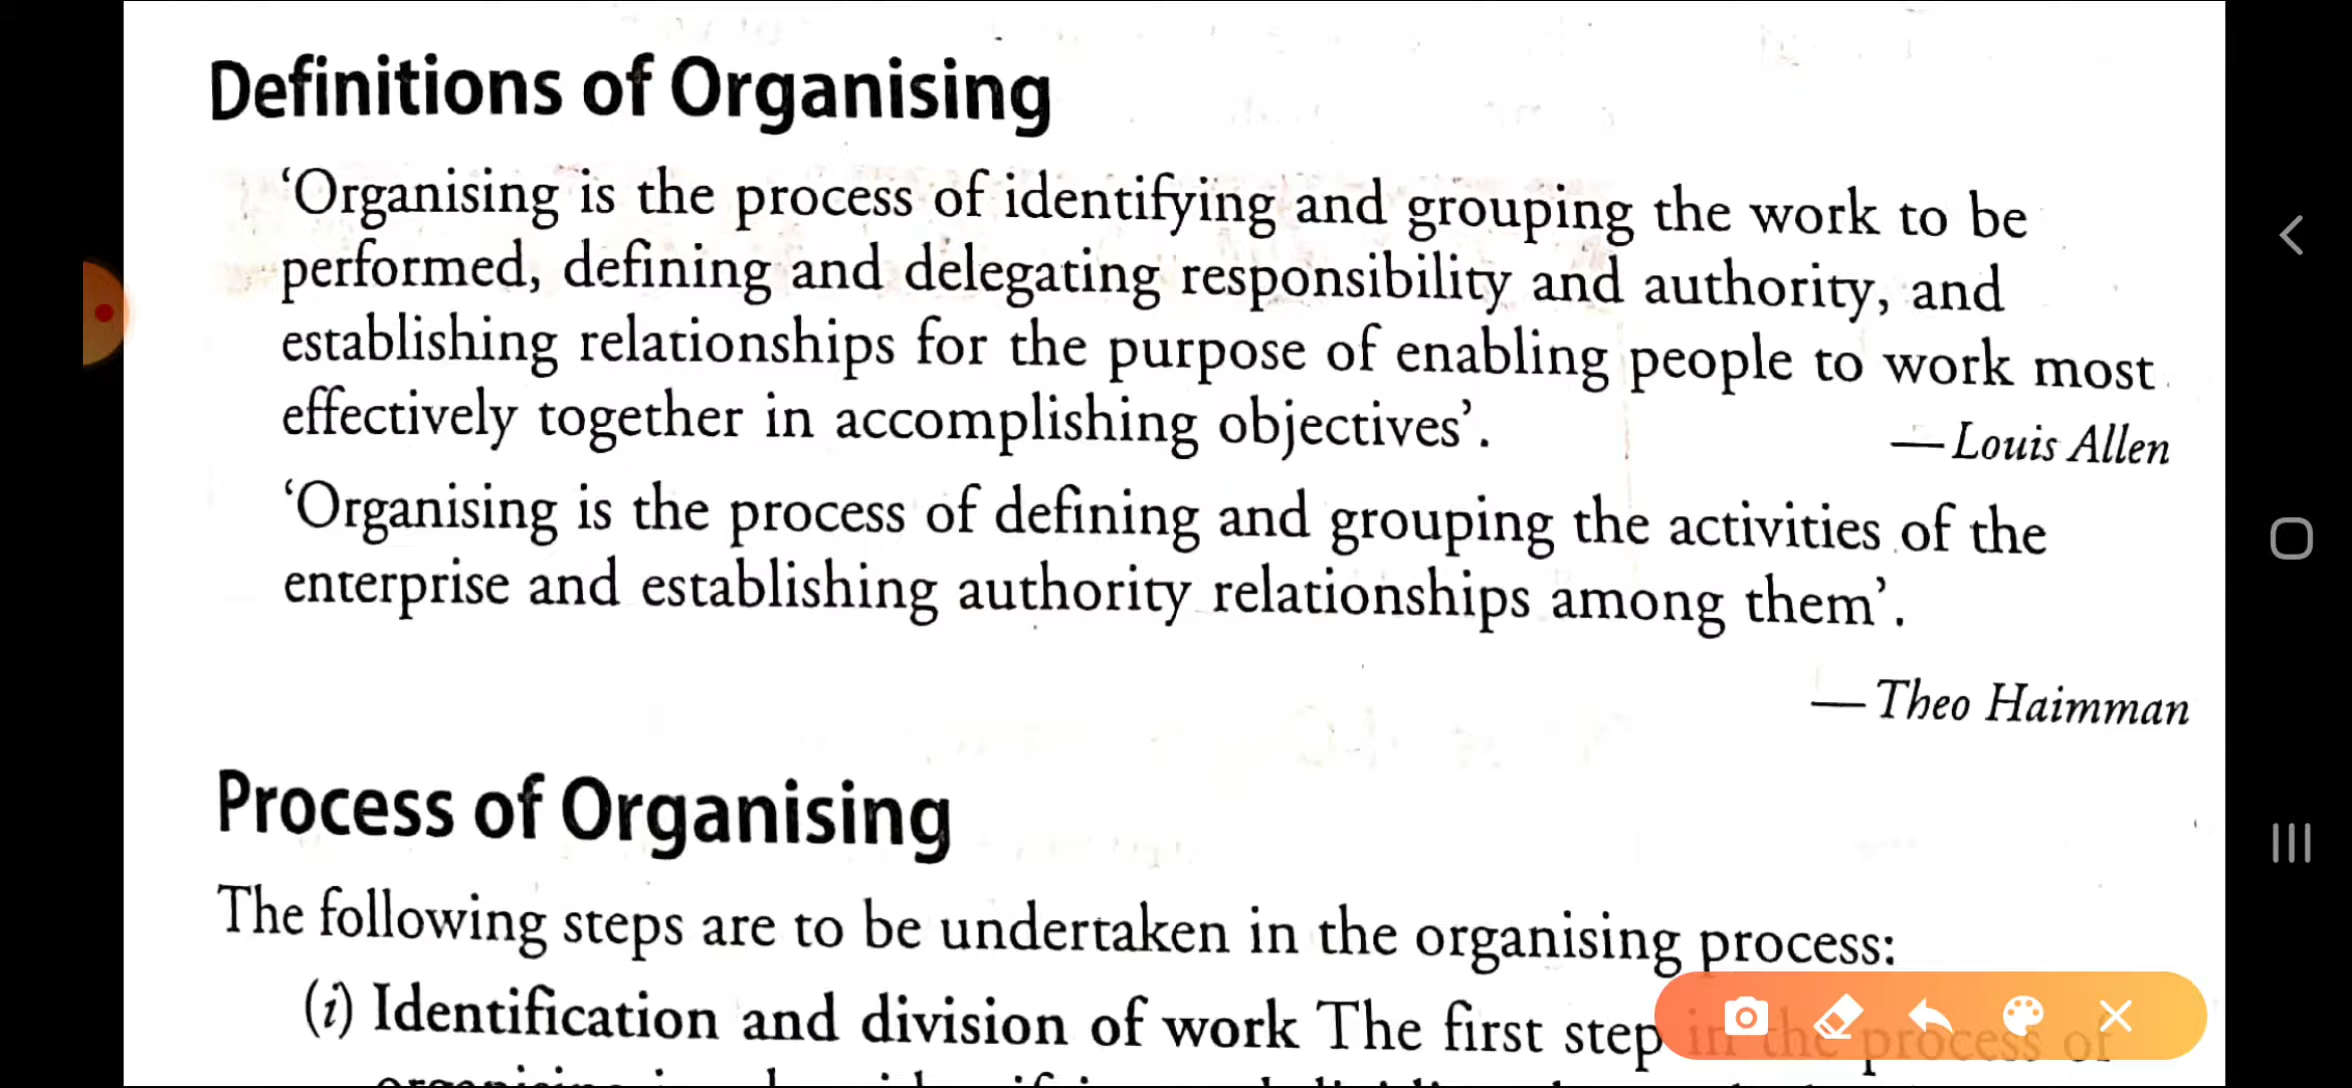 Definitions of Organising
‘Organising is the process of identifying and grouping the work to be
performed, defining and delegating responsibility and authority, and
establishing relationships for the purpose of enabling people to work most
effectively together in accomplishing objectives’.
—Louis Allen
‘Organising is the process of defining and grouping the activities of the
enterprise and establishing authority relationships among them’.
—Theo Haimman
Process of Organising
The following steps are to be undertaken in the organising process:
(i) Identification and division of work The first step in the process of